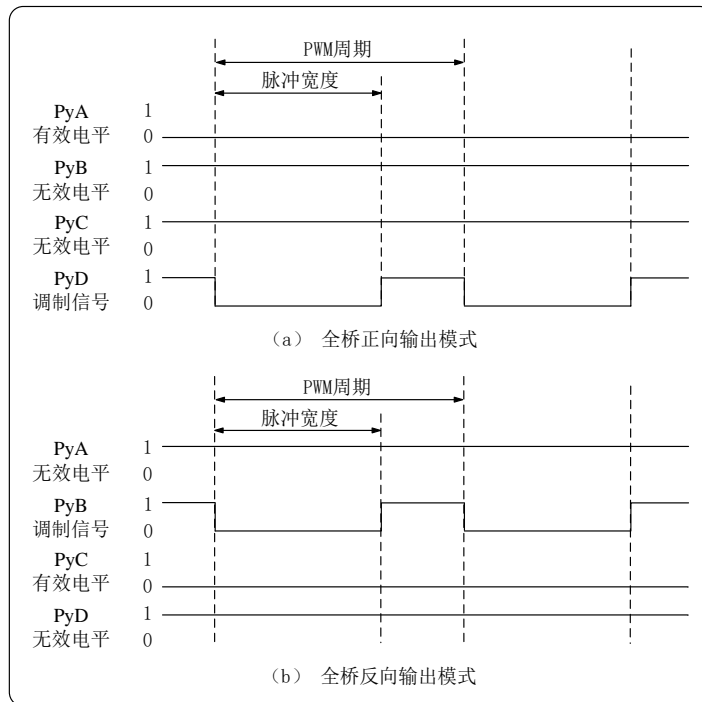 PWM周期
脉冲宽度
PyA 1
有效电平 0
PyB 1
无效电平 0
PyC 1
无效电平 0
PyD 1
调制信号 0
（a） 全桥正向输出模式
PWM周期
脉冲宽度
PyA 1
无效电平 0
PyB 1
调制信号 0
PyC 1
有效电平 0
PyD 1
无效电平 0
（b） 全桥反向输出模式